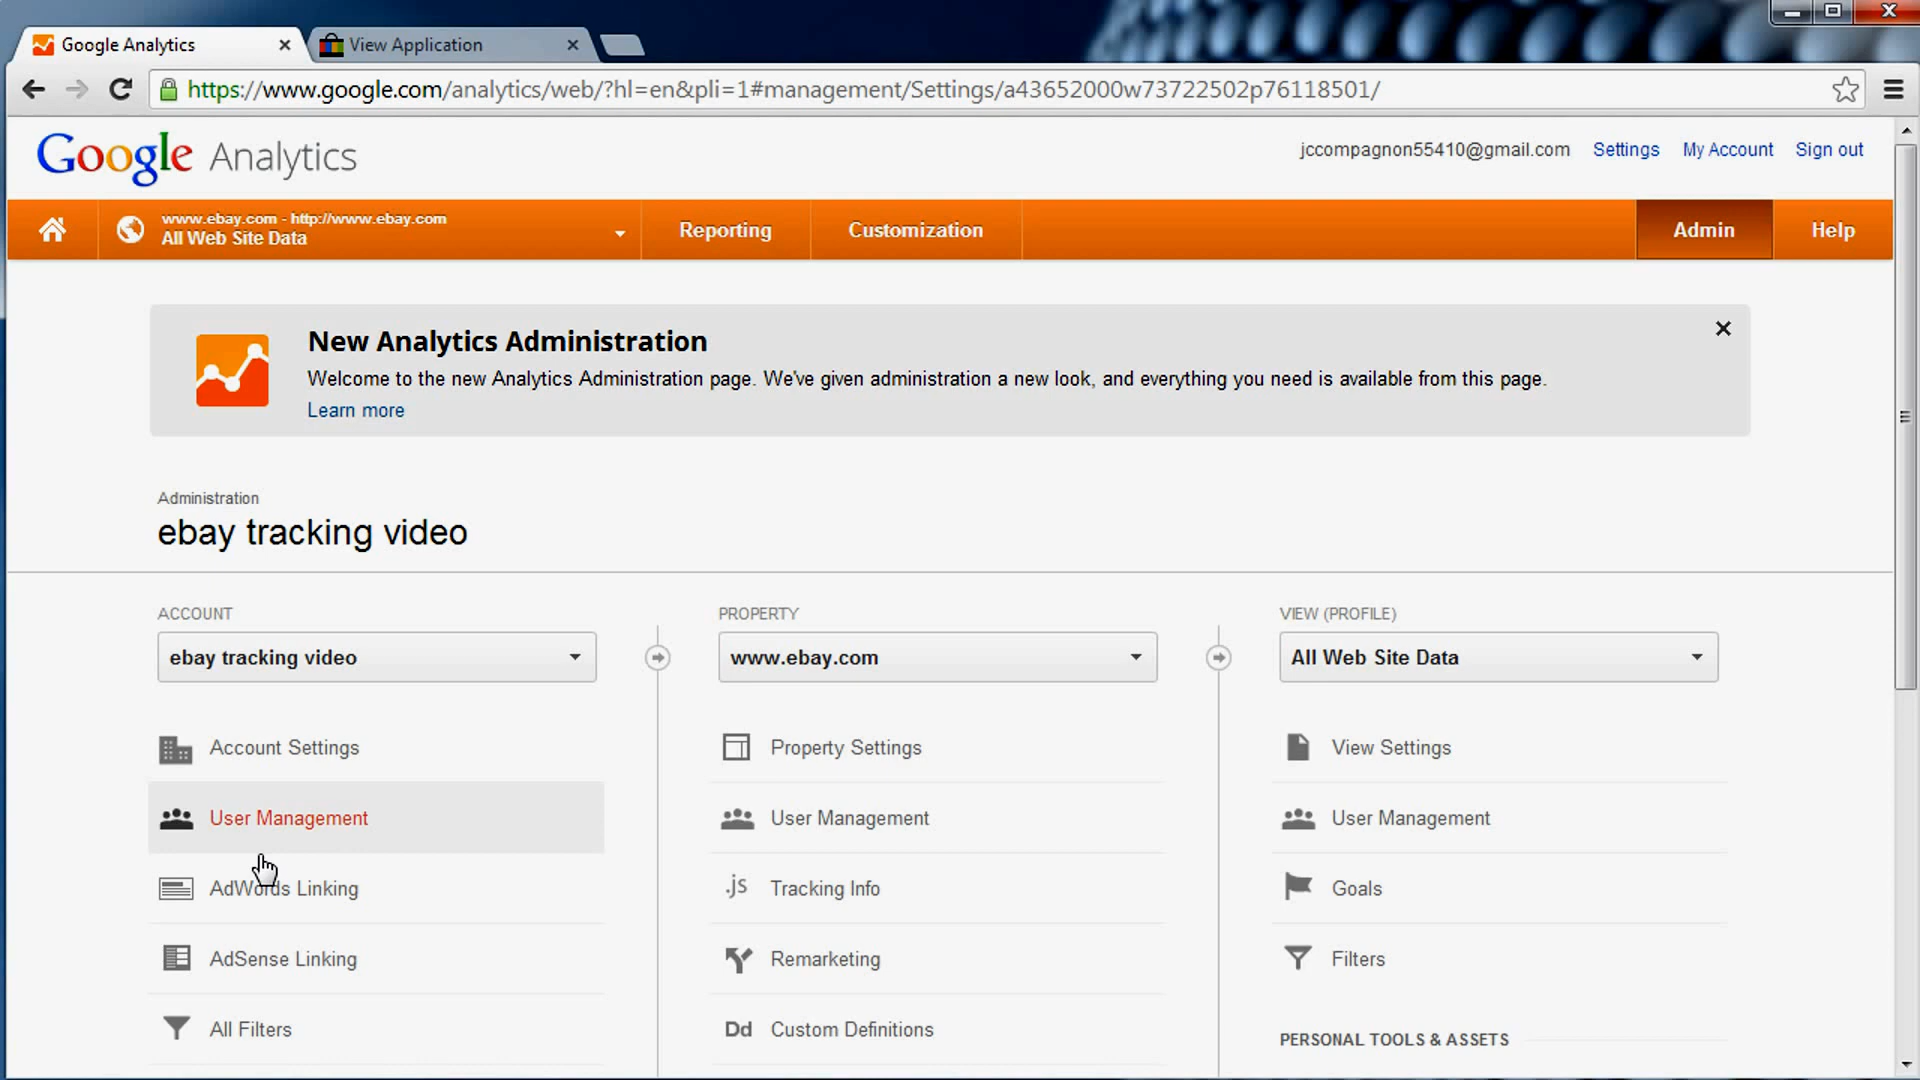 Google Analytics
View Application
https://www.google.com/analytics/web/?hl=en&pli=1#management/Settings/a43652000w73722502p76118501/
Google Analytics
jccompagnon55410@gmail.com Settings My Account Sign out
www.ebay.com - http://www.ebay.com
All Web Site Data
Reporting
Customization
Admin
Help
New Analytics Administration
Welcome to the new Analytics Administration page. We've given administration a new look, and everything you need is available from this page.
Learn more
Administration
ebay tracking video
ACCOUNT
ebay tracking video
Account Settings
User Management
AdWords Linking
AdSense Linking
All Filters
PROPERTY
www.ebay.com
Property Settings
User Management
.js Tracking Info
Remarketing
Dd Custom Definitions
VIEW (PROFILE)
All Web Site Data
View Settings
User Management
Goals
Filters
PERSONAL TOOLS & ASSETS